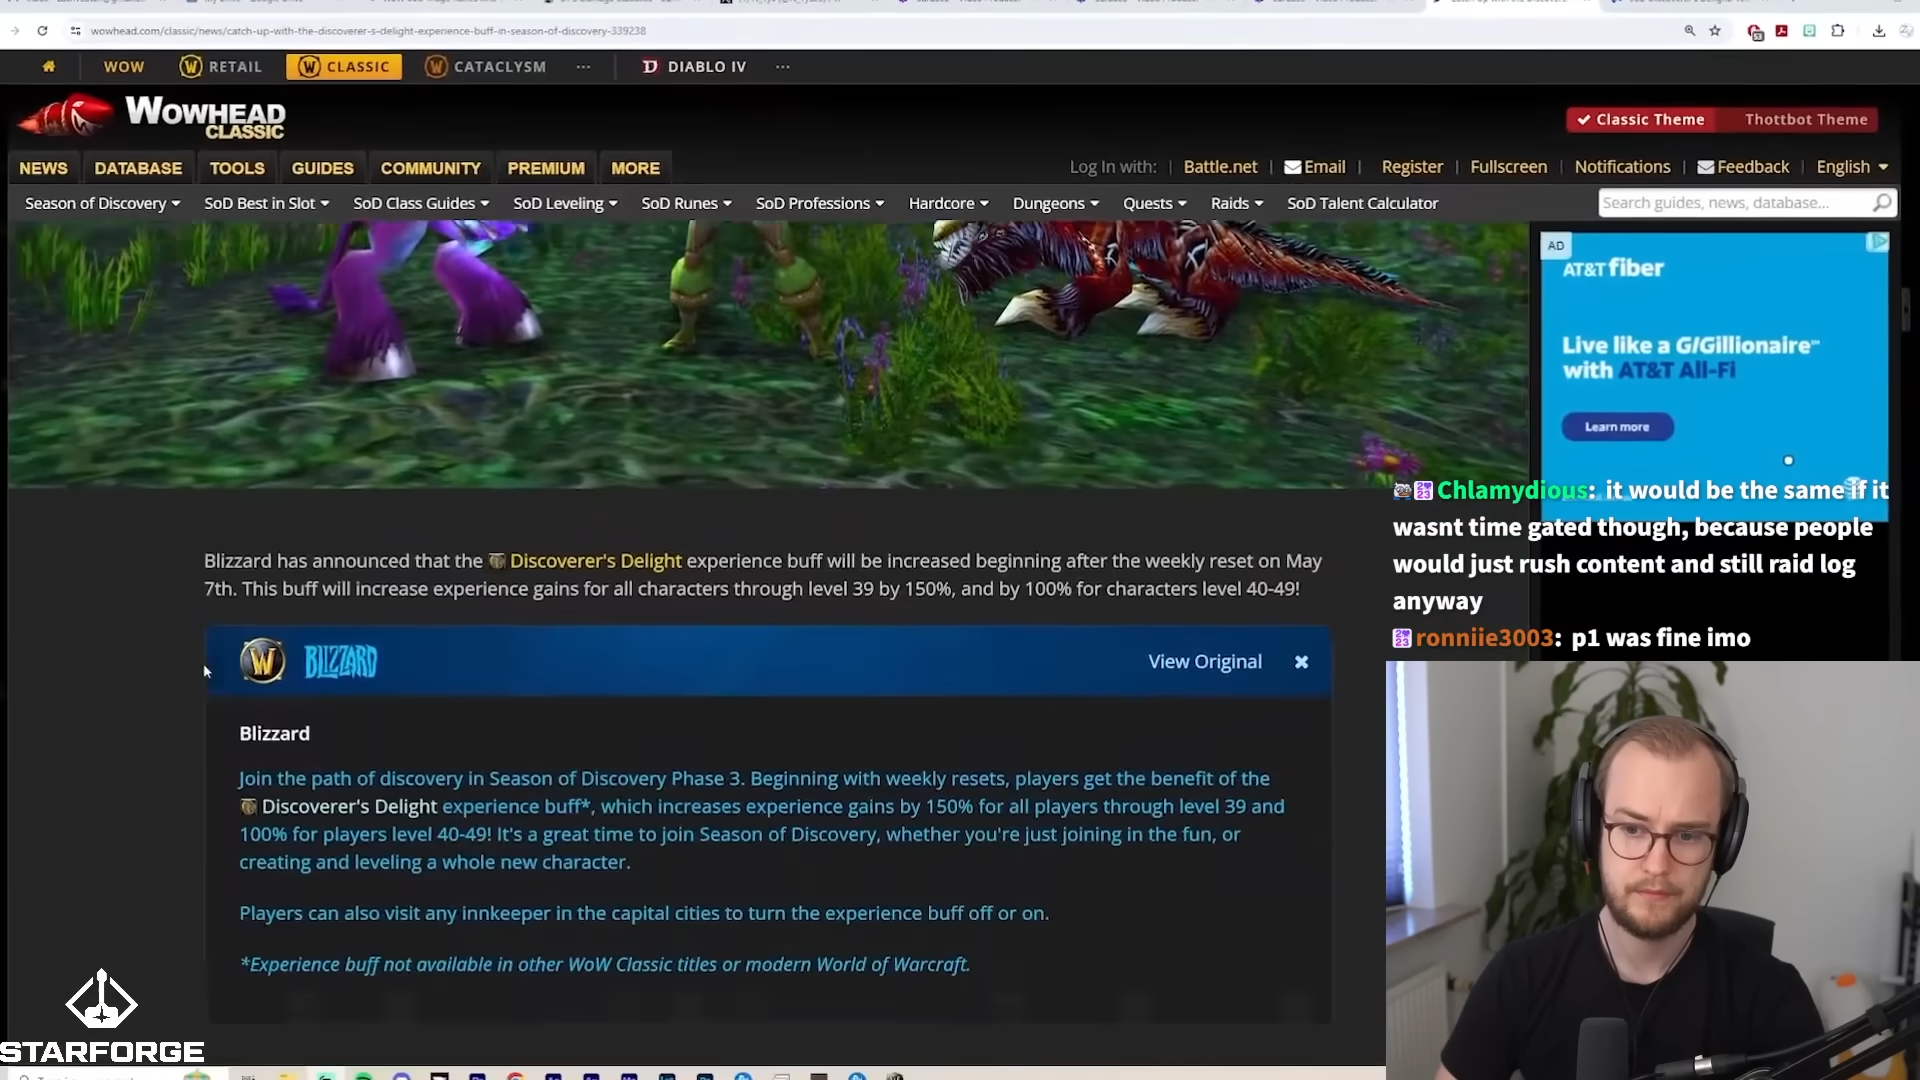 wowhead.com/classic/news/catch-up-with-the-discoverer-s-delight-experience-buff-in-season-of-discovery-339238
WOW RETAIL CLASSIC CATACLYSM ... DIABLO IV ...
WOWHEAD
CLASSIC
Classic Theme Thottbot Theme
NEWS DATABASE TOOLS GUIDES COMMUNITY PREMIUM MORE
Log In with: | Battle.net | Email | Register | Fullscreen | Notifications | Feedback | English
Season of Discovery SoD Best in Slot SoD Class Guides SoD Leveling SoD Runes SoD Professions Hardcore Dungeons Quests Raids SoD Talent Calculator
Search guides, news, database...
AD
AT&T fiber
Live like a G/Gillionaire℠
with AT&T All-Fi
Learn more
Chlamydious: it would be the same if it
wasnt time gated though, because people
would just rush content and still raid log
anyway
ronniie3003: p1 was fine imo
Blizzard has announced that the Discoverer's Delight experience buff will be increased beginning after the weekly reset on May
7th. This buff will increase experience gains for all characters through level 39 by 150%, and by 100% for characters level 40-49!
W BLIZZARD View Original ×
Blizzard
Join the path of discovery in Season of Discovery Phase 3. Beginning with weekly resets, players get the benefit of the
Discoverer's Delight experience buff*, which increases experience gains by 150% for all players through level 39 and
100% for players level 40-49! It's a great time to join Season of Discovery, whether you're just joining in the fun, or
creating and leveling a whole new character.
Players can also visit any innkeeper in the capital cities to turn the experience buff off or on.
*Experience buff not available in other WoW Classic titles or modern World of Warcraft.
STARFORGE